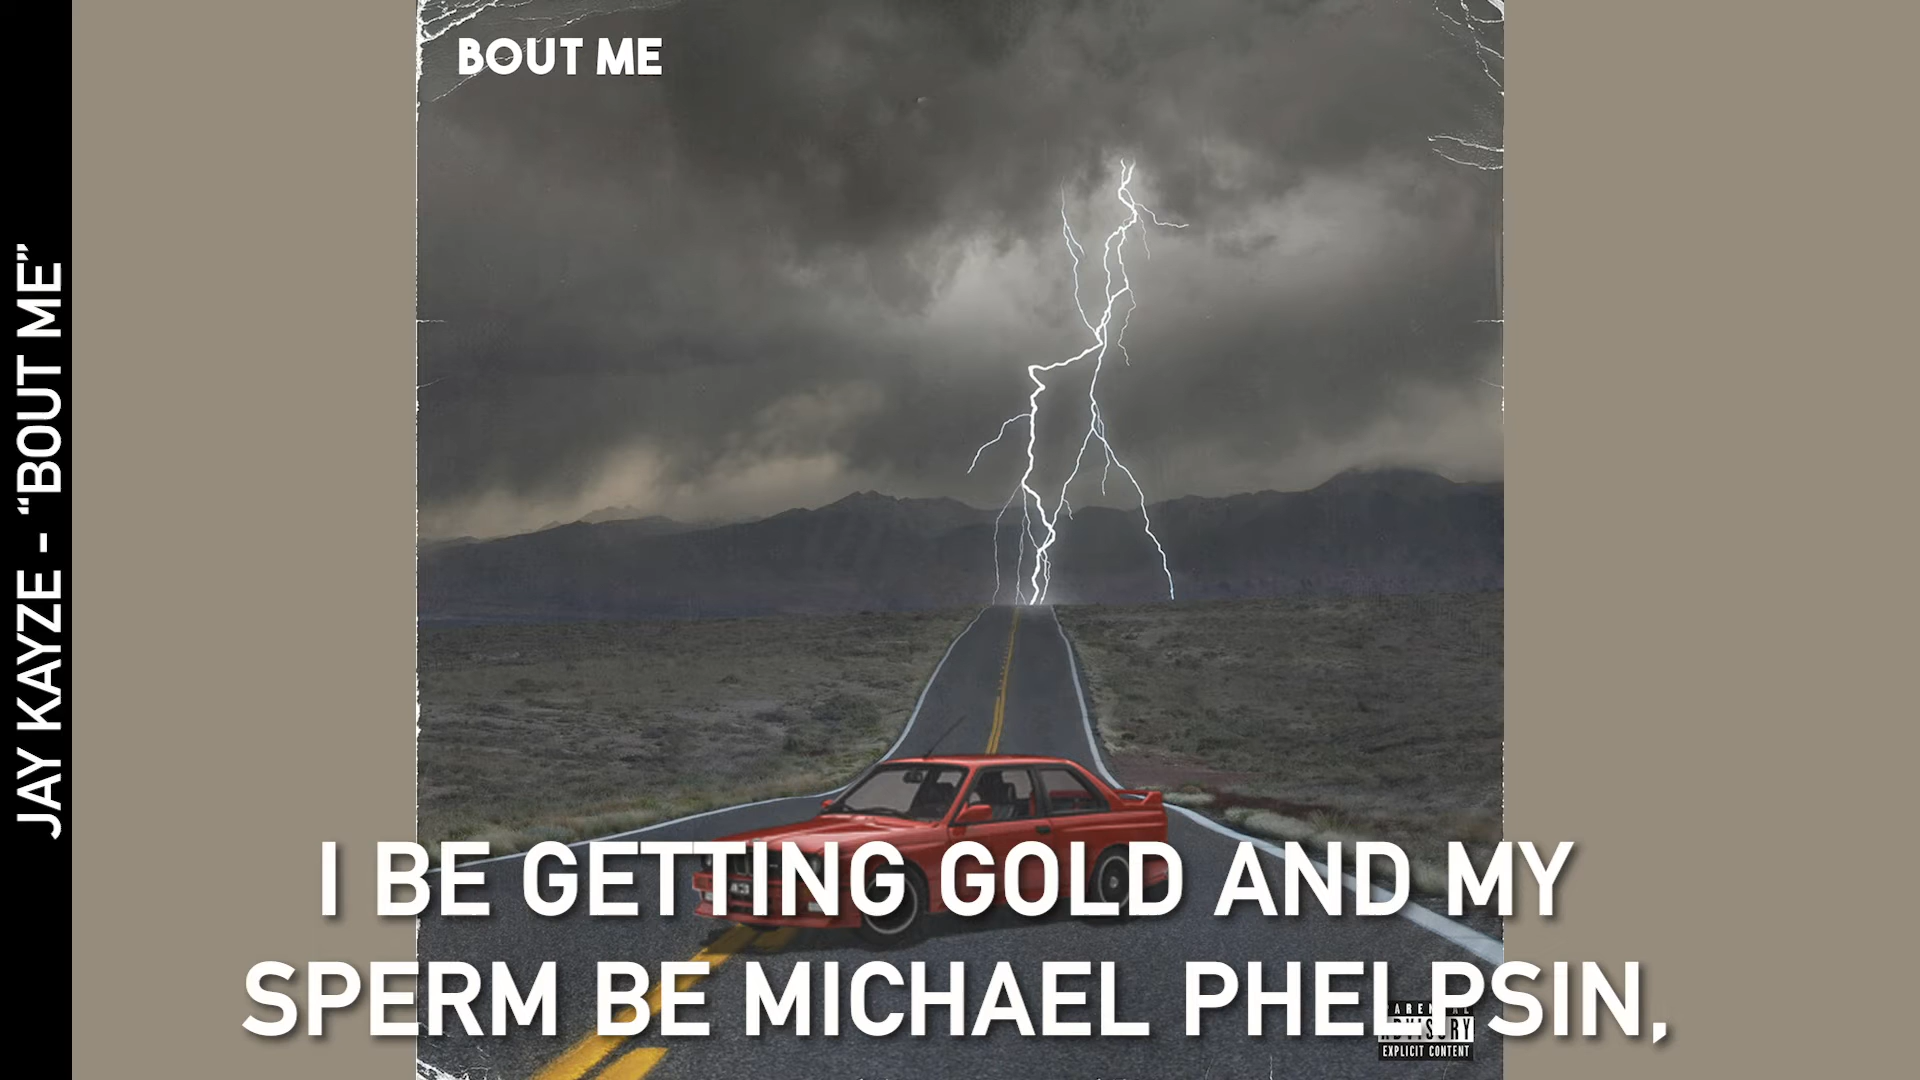 BOUT ME
JAY KAYZE - “BOUT ME”
I BE GETTING GOLD AND MY
SPERM BE MICHAEL PHELPSIN,
EXPLICIT CONTENT